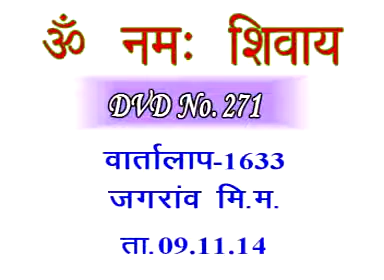 ॐ नमः शिवाय
DVD No. 271
वार्तालाप-1633
जगरांव मि.म.
ता.09.11.14